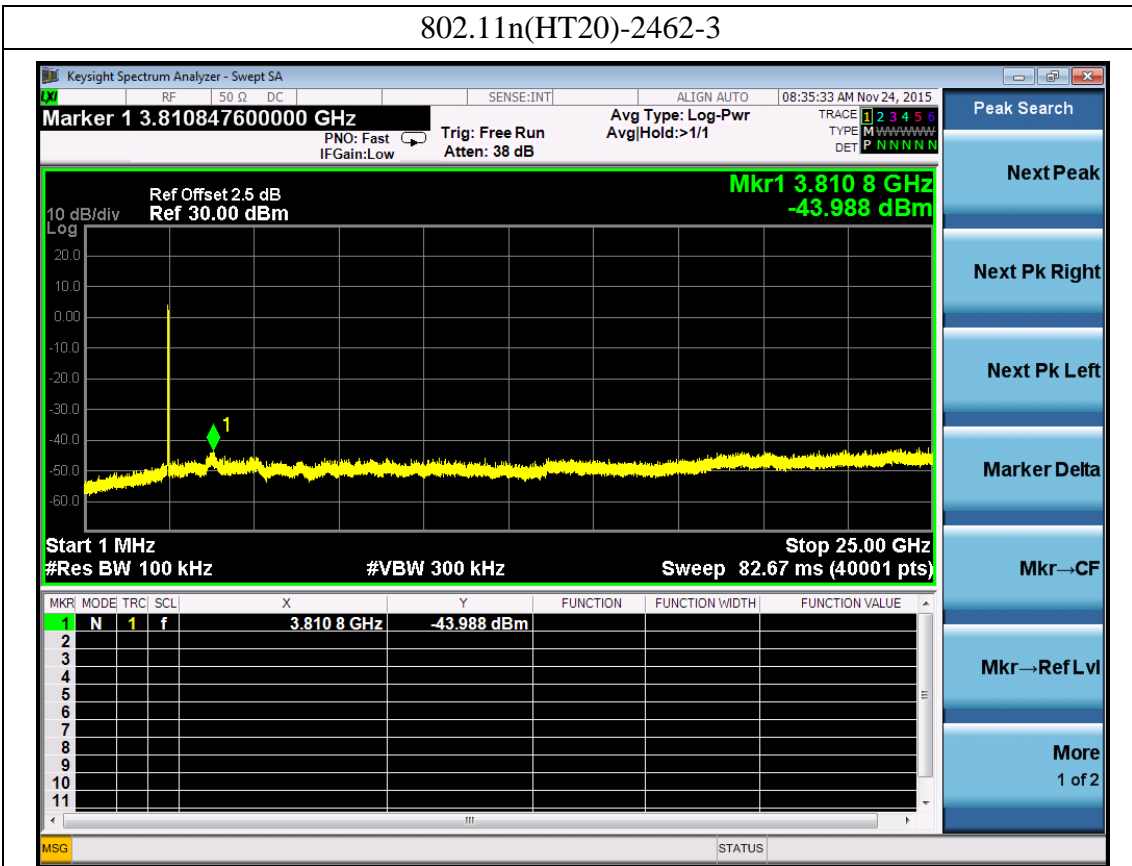 802.11n(HT20)-2462-3
Keysight Spectrum Analyzer - Swept SA
LXI RF 50 Ω DC SENSE:INT ALIGN AUTO 08:35:33 AM Nov 24, 2015
Marker 1 3.810847600000 GHz
PNO: Fast
IFGain:Low
Trig: Free Run
Atten: 38 dB
Avg Type: Log-Pwr
Avg|Hold:>1/1
TRACE 1 2 3 4 5 6
TYPE M WWWWW
DET P N N N N N
Peak Search
Next Peak
Next Pk Right
Next Pk Left
Marker Delta
Mkr→CF
Mkr→Ref Lvl
More
1 of 2
Mkr1 3.810 8 GHz
-43.988 dBm
Ref Offset 2.5 dB
10 dB/div Ref 30.00 dBm
Log
20.0
10.0
0.00
-10.0
-20.0
-30.0
-40.0
-50.0
-60.0
1
Start 1 MHz Stop 25.00 GHz
#Res BW 100 kHz #VBW 300 kHz Sweep 82.67 ms (40001 pts)
MKR MODE TRC SCL X Y FUNCTION FUNCTION WIDTH FUNCTION VALUE
1 N 1 f 3.810 8 GHz -43.988 dBm
2
3
4
5
6
7
8
9
10
11
MSG STATUS